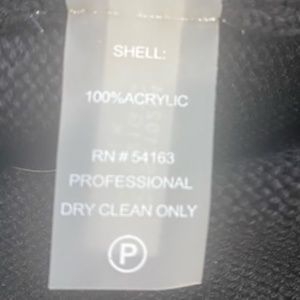 SHELL:
100%ACRYLIC
RN # 54163
PROFESSIONAL
DRY CLEAN ONLY
P